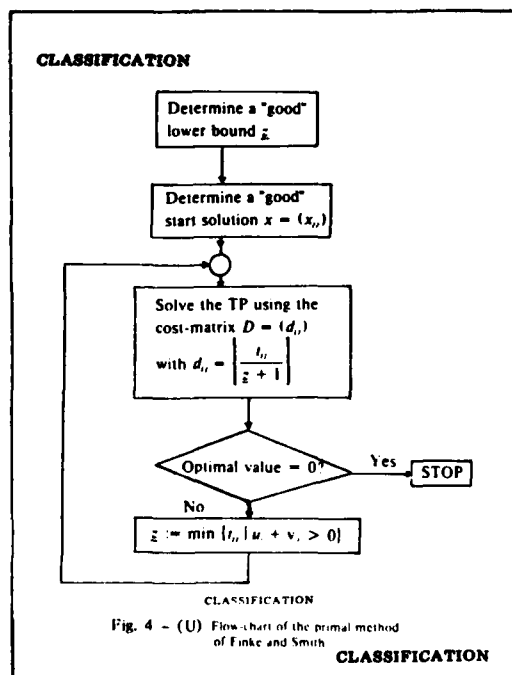 CLASSIFICATION
Determine a "good"
lower bound z̲
Determine a "good"
start solution x = (x_ij)
Solve the TP using the
cost-matrix D = (d_ij)
with d_ij = ⌊ t_ij / (z̲ + 1) ⌋
Optimal value = 0?
Yes
STOP
No
z̲ := min {t_ij | u_i + v_j > 0}
CLASSIFICATION
Fig. 4 - (U) Flow-chart of the primal method
of Finke and Smith
CLASSIFICATION